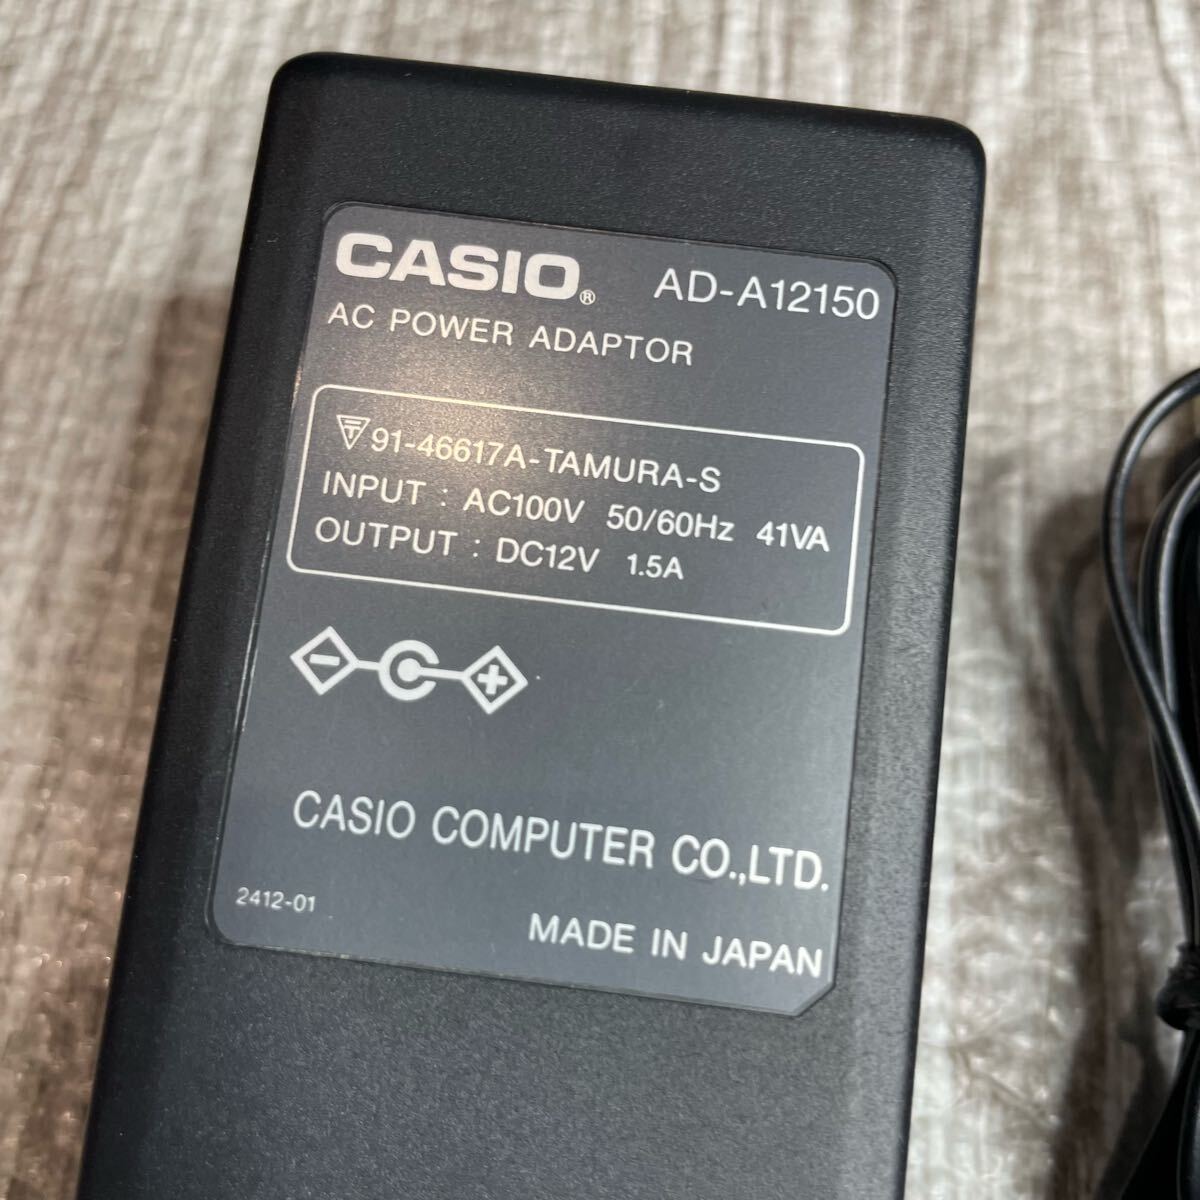 CASIO® AD-A12150
AC POWER ADAPTOR
T 91-46617A-TAMURA-S
INPUT : AC100V 50/60Hz 41VA
OUTPUT : DC12V 1.5A
- +
CASIO COMPUTER CO.,LTD.
2412-01
MADE IN JAPAN